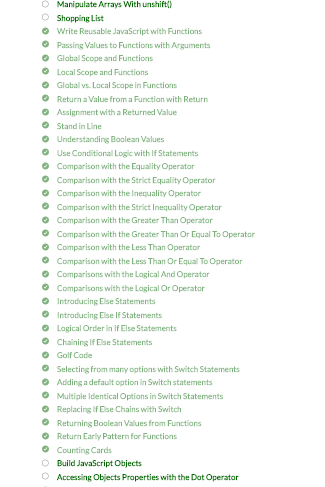 Manipulate Arrays With unshift()
Shopping List
Write Reusable JavaScript with Functions
Passing Values to Functions with Arguments
Global Scope and Functions
Local Scope and Functions
Global vs. Local Scope in Functions
Return a Value from a Function with Return
Assignment with a Returned Value
Stand in Line
Understanding Boolean Values
Use Conditional Logic with If Statements
Comparison with the Equality Operator
Comparison with the Strict Equality Operator
Comparison with the Inequality Operator
Comparison with the Strict Inequality Operator
Comparison with the Greater Than Operator
Comparison with the Greater Than Or Equal To Operator
Comparison with the Less Than Operator
Comparison with the Less Than Or Equal To Operator
Comparisons with the Logical And Operator
Comparisons with the Logical Or Operator
Introducing Else Statements
Introducing Else If Statements
Logical Order in If Else Statements
Chaining If Else Statements
Golf Code
Selecting from many options with Switch Statements
Adding a default option in Switch statements
Multiple Identical Options in Switch Statements
Replacing If Else Chains with Switch
Returning Boolean Values from Functions
Return Early Pattern for Functions
Counting Cards
Build JavaScript Objects
Accessing Objects Properties with the Dot Operator